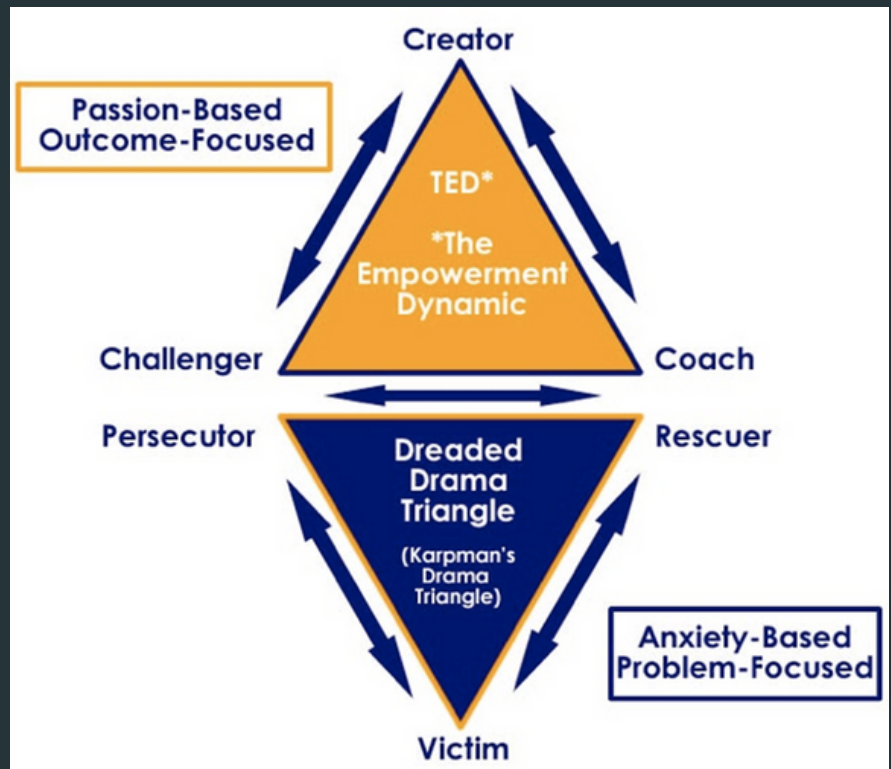 Creator
Passion-Based
Outcome-Focused
TED*
*The
Empowerment
Dynamic
Challenger
Coach
Persecutor
Rescuer
Dreaded
Drama
Triangle
(Karpman's
Drama
Triangle)
Anxiety-Based
Problem-Focused
Victim